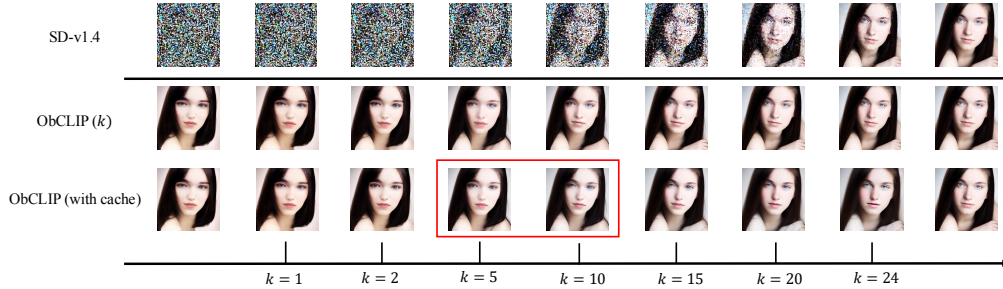 SD-v1.4
ObCLIP (k)
ObCLIP (with cache)
k = 1
k = 2
k = 5
k = 10
k = 15
k = 20
k = 24